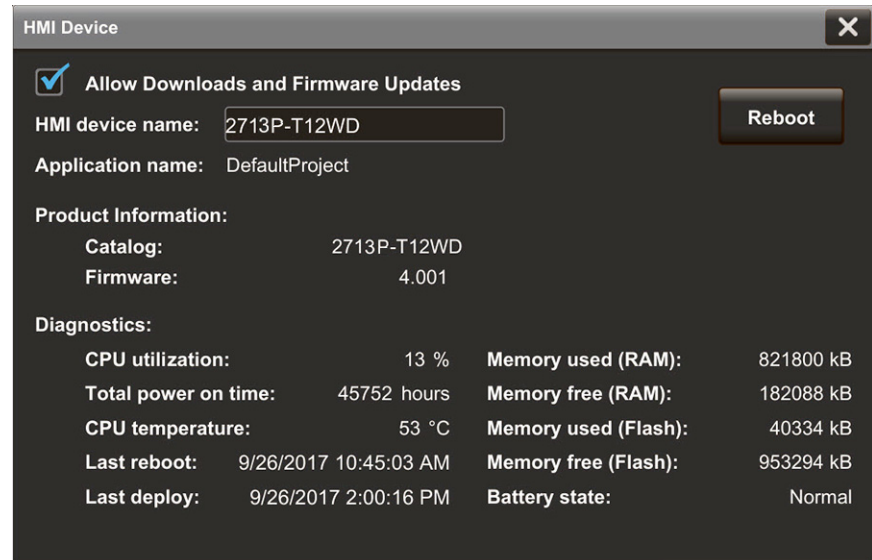 HMI Device
Allow Downloads and Firmware Updates
Reboot
HMI device name: 2713P-T12WD
Application name: DefaultProject
Product Information:
Catalog: 2713P-T12WD
Firmware: 4.001
Diagnostics:
CPU utilization: 13 % Memory used (RAM): 821800 kB
Total power on time: 45752 hours Memory free (RAM): 182088 kB
CPU temperature: 53 °C Memory used (Flash): 40334 kB
Last reboot: 9/26/2017 10:45:03 AM Memory free (Flash): 953294 kB
Last deploy: 9/26/2017 2:00:16 PM Battery state: Normal